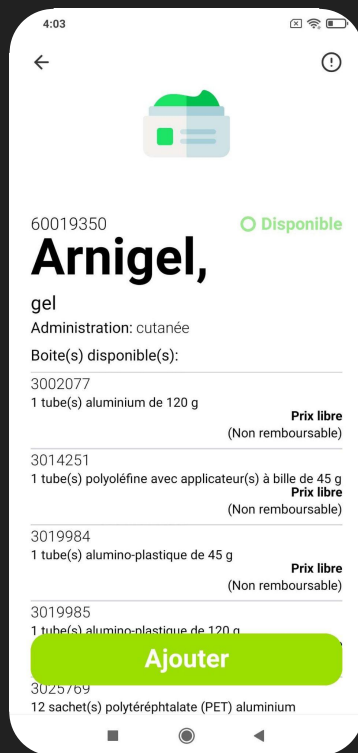 4:03
60019350
Disponible
Arnigel,
gel
Administration: cutanée
Boite(s) disponible(s):
3002077
1 tube(s) aluminium de 120 g
Prix libre
(Non remboursable)
3014251
1 tube(s) polyoléfine avec applicateur(s) à bille de 45 g
Prix libre
(Non remboursable)
3019984
1 tube(s) alumino-plastique de 45 g
Prix libre
(Non remboursable)
3019985
1 tube(s) alumino-plastique de 120 g
Ajouter
3025769
12 sachet(s) polytéréphtalate (PET) aluminium